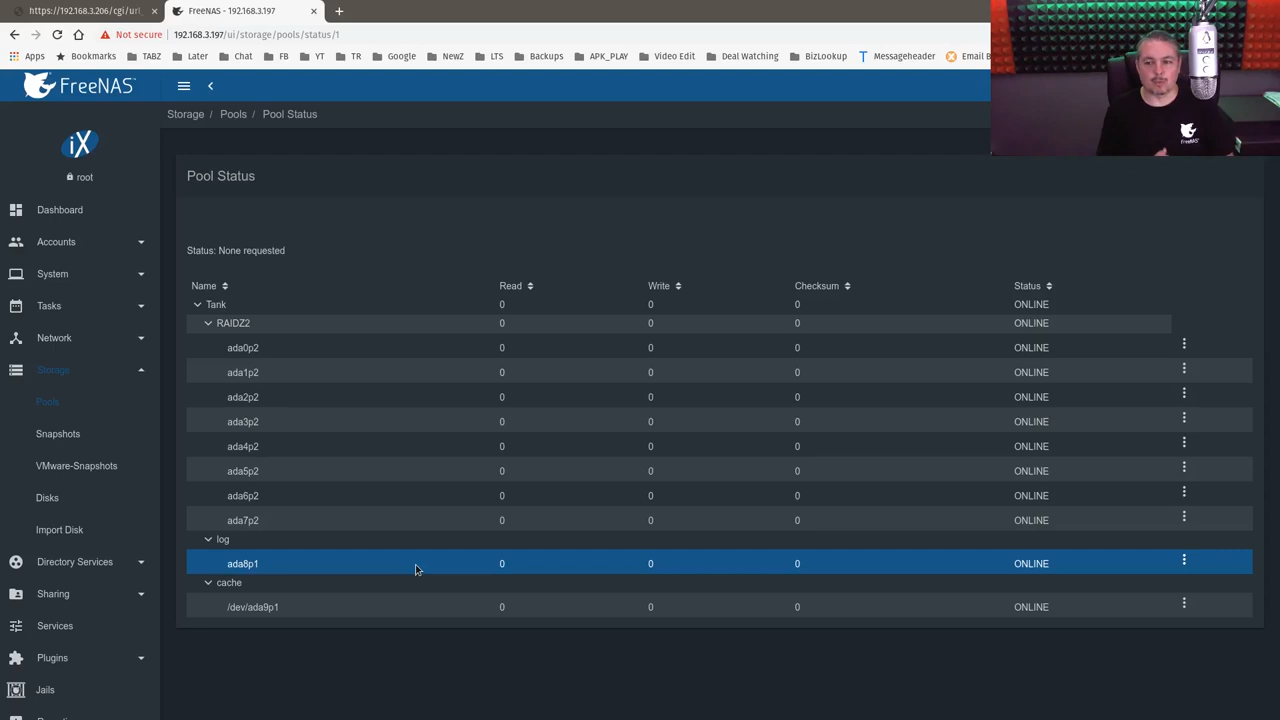 https://192.168.3.206/cgi/url
FreeNAS - 192.168.3.197
Not secure
192.168.3.197/ui/storage/pools/status/1
Apps
Bookmarks
TABZ
Later
Chat
FB
YT
TR
Google
NewZ
LTS
Backups
APK_PLAY
Video Edit
Deal Watching
BizLookup
Messageheader
Email B
FreeNAS
Storage / Pools / Pool Status
iX
root
Dashboard
Accounts
System
Tasks
Network
Storage
Pools
Snapshots
VMware-Snapshots
Disks
Import Disk
Directory Services
Sharing
Services
Plugins
Jails
Pool Status
Status: None requested
Name Read Write Checksum Status
Tank 0 0 0 ONLINE
RAIDZ2 0 0 0 ONLINE
ada0p2 0 0 0 ONLINE
ada1p2 0 0 0 ONLINE
ada2p2 0 0 0 ONLINE
ada3p2 0 0 0 ONLINE
ada4p2 0 0 0 ONLINE
ada5p2 0 0 0 ONLINE
ada6p2 0 0 0 ONLINE
ada7p2 0 0 0 ONLINE
log
ada8p1 0 0 0 ONLINE
cache
/dev/ada9p1 0 0 0 ONLINE
FreeNAS